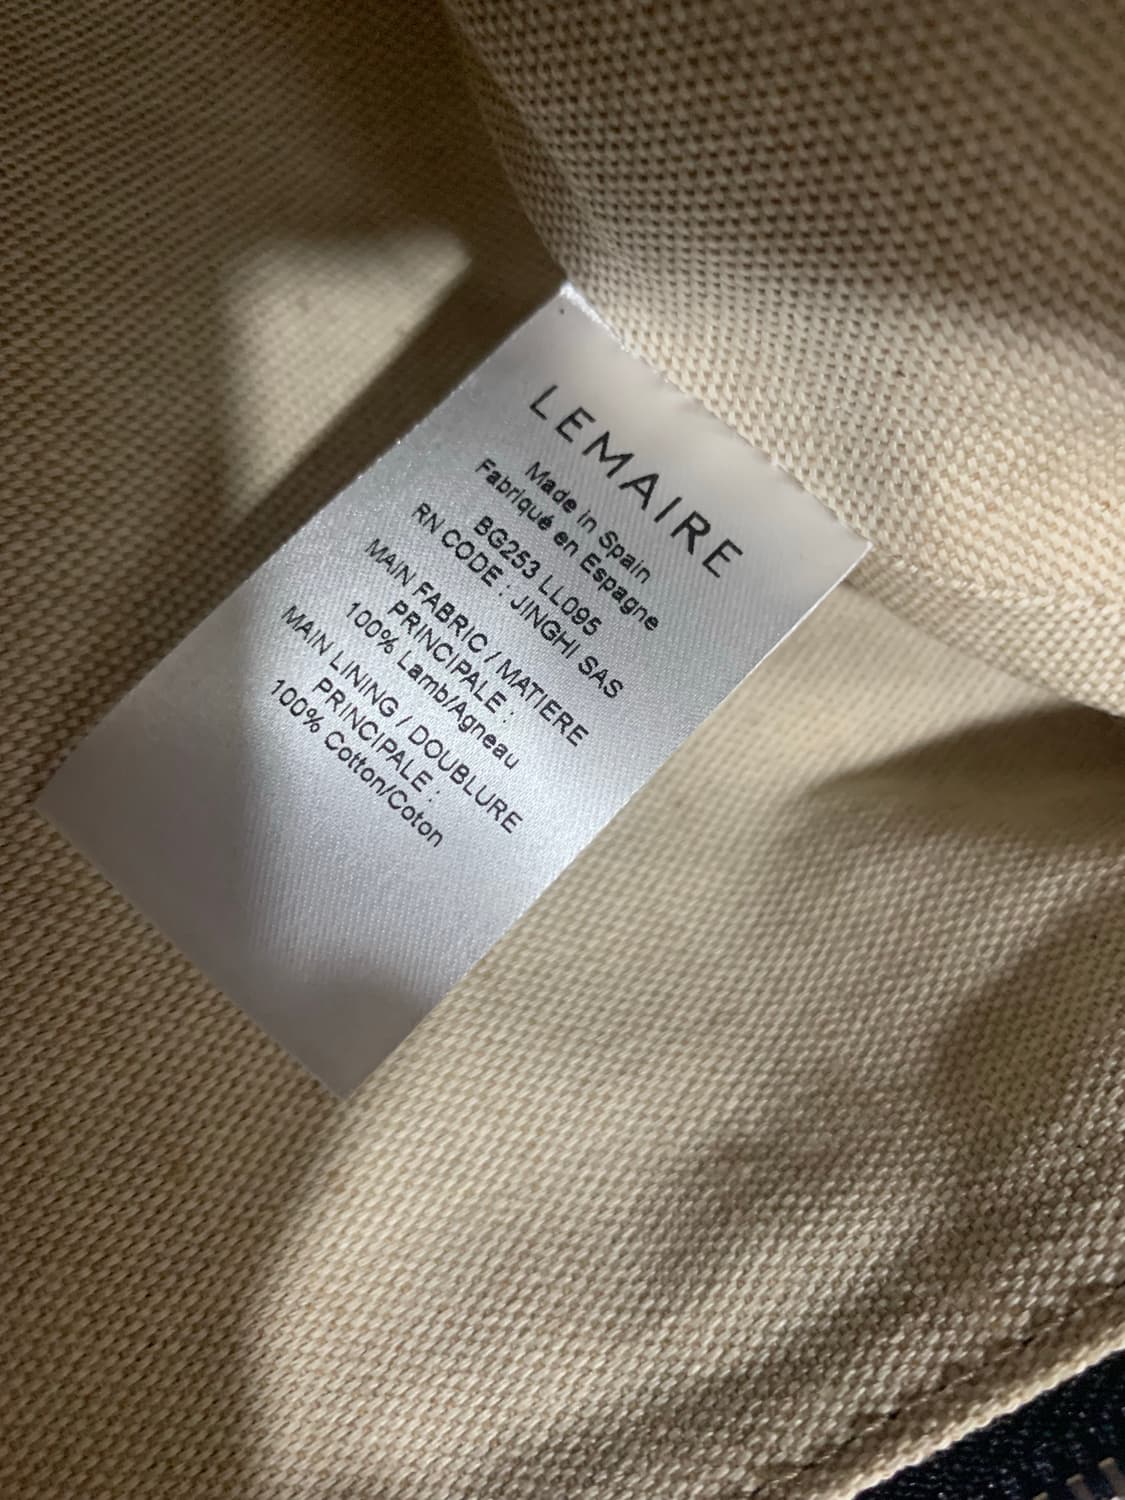 LEMAIRE
Made in Spain
Fabriqué en Espagne
BG253 LL095
RN CODE : JINGHI SAS
MAIN FABRIC / MATIERE
PRINCIPALE :
100% Lamb/Agneau
MAIN LINING / DOUBLURE
PRINCIPALE :
100% Cotton/Coton